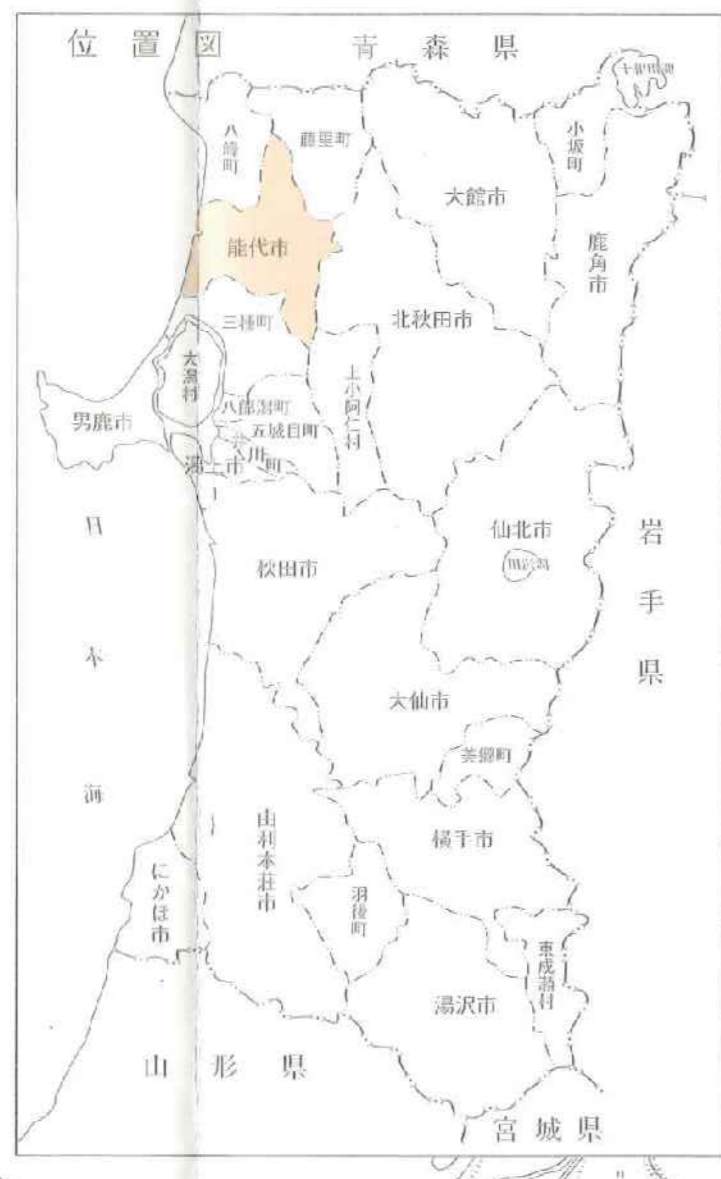 位置図
青森県
十和田湖
八峰町
藤里町
小坂町
大館市
能代市
鹿角市
三種町
北秋田市
大潟村
上小阿仁村
八郎潟町
男鹿市
五城目町
井川町
潟上市
仙北市
岩手県
田沢湖
秋田市
日本海
大仙市
美郷町
由利本荘市
横手市
にかほ市
羽後町
東成瀬村
湯沢市
山形県
宮城県